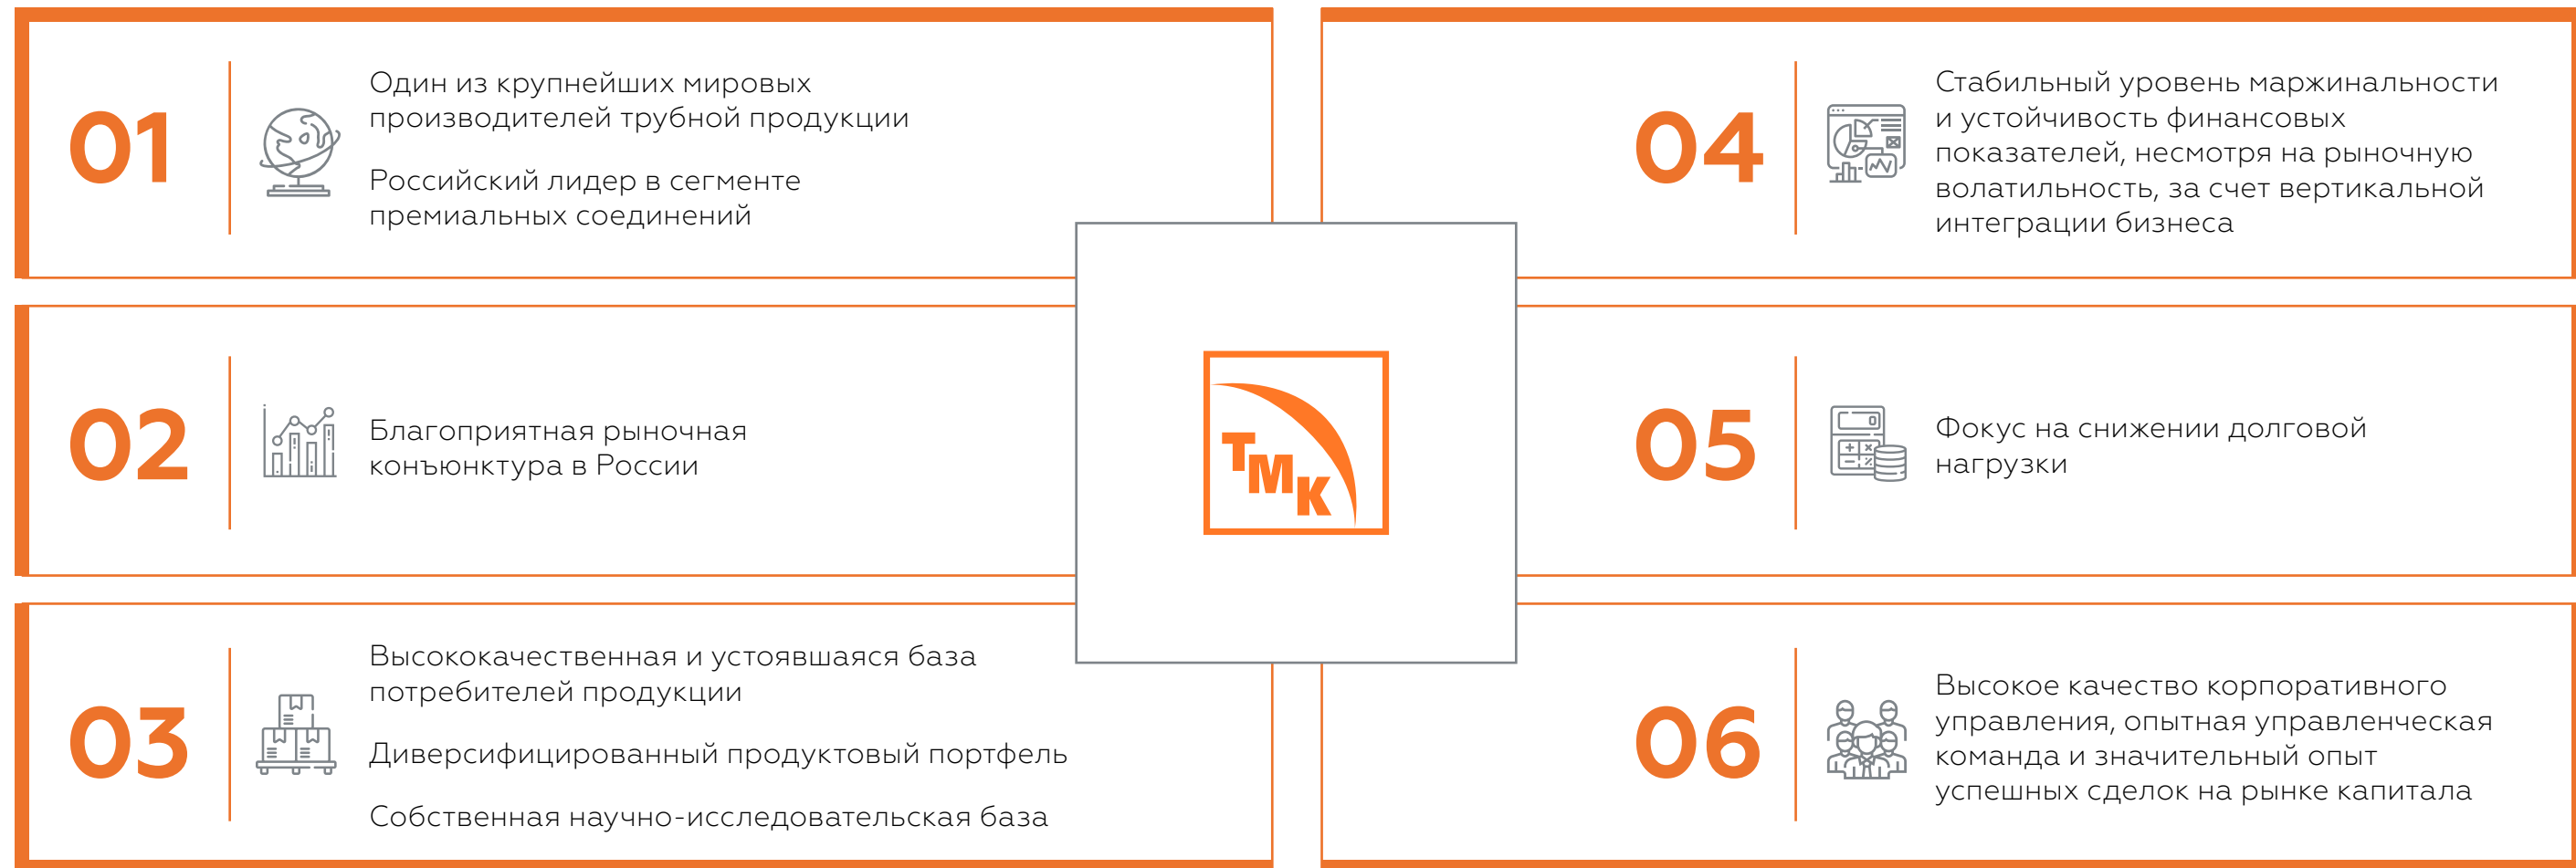 01
Один из крупнейших мировых
производителей трубной продукции
Российский лидер в сегменте
премиальных соединений
02
Благоприятная рыночная
конъюнктура в России
03
Высококачественная и устоявшаяся база
потребителей продукции
Диверсифицированный продуктовый портфель
Собственная научно-исследовательская база
ТМК
04
Стабильный уровень маржинальности
и устойчивость финансовых
показателей, несмотря на рыночную
волатильность, за счет вертикальной
интеграции бизнеса
05
Фокус на снижении долговой
нагрузки
06
Высокое качество корпоративного
управления, опытная управленческая
команда и значительный опыт
успешных сделок на рынке капитала